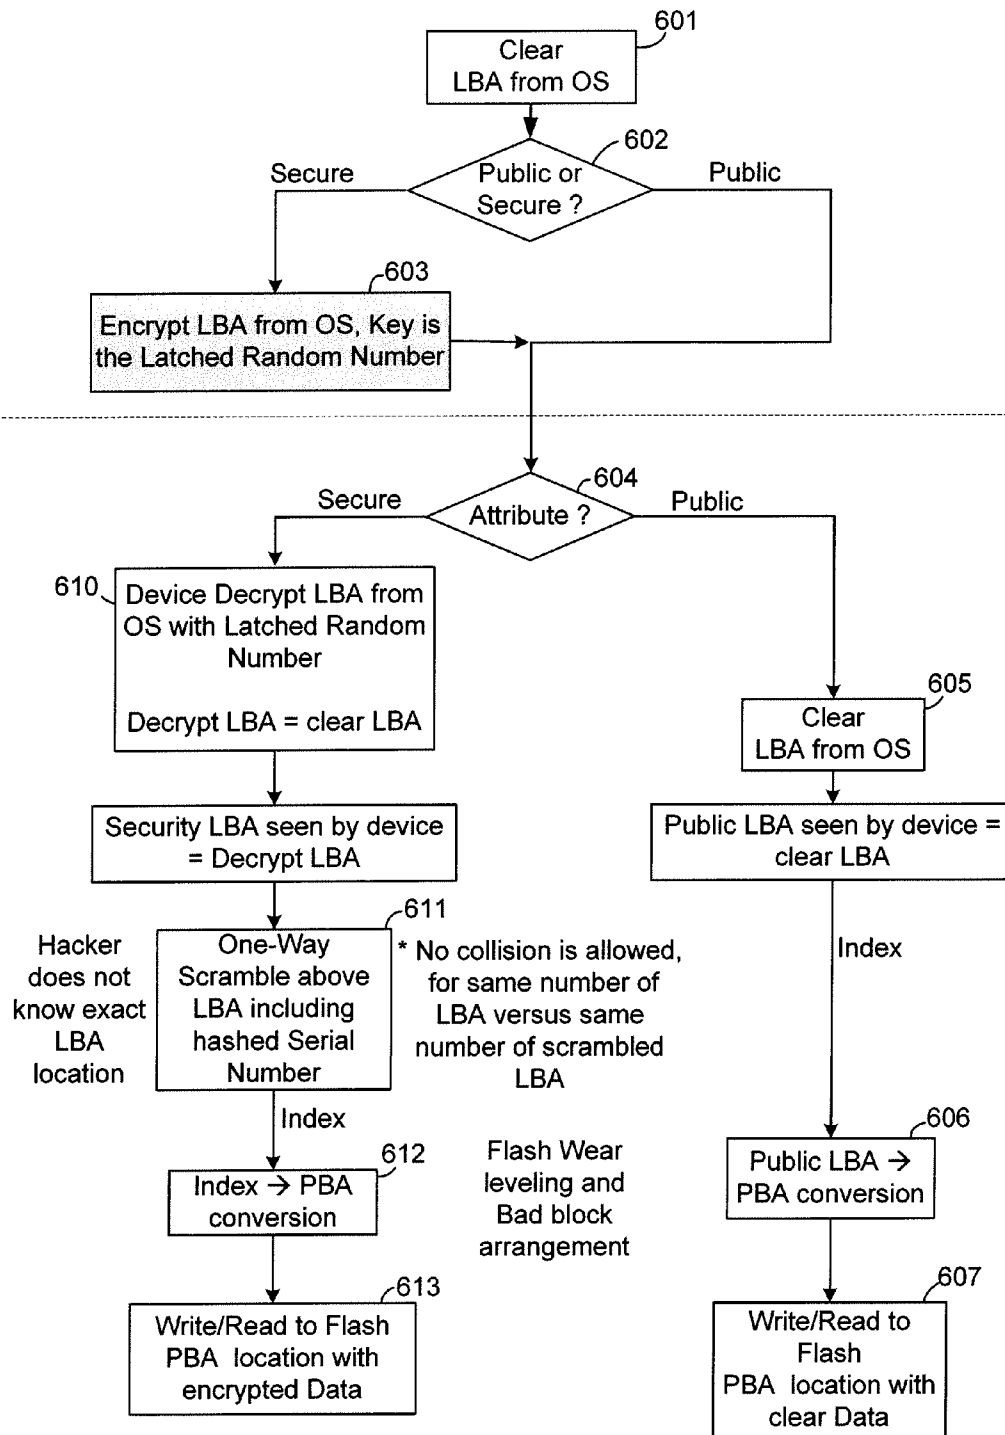 601
Clear
LBA from OS
602
Secure
Public or
Secure ?
Public
603
Encrypt LBA from OS, Key is
the Latched Random Number
604
Secure
Attribute ?
Public
610
Device Decrypt LBA from
OS with Latched Random
Number
Decrypt LBA = clear LBA
605
Clear
LBA from OS
Security LBA seen by device
= Decrypt LBA
Public LBA seen by device =
clear LBA
611
Hacker
does not
know exact
LBA
location
One-Way
Scramble above
LBA including
hashed Serial
Number
* No collision is allowed,
for same number of
LBA versus same
number of scrambled
LBA
Index
Index
606
612
Index → PBA
conversion
Flash Wear
leveling and
Bad block
arrangement
Public LBA →
PBA conversion
613
Write/Read to Flash
PBA location with
encrypted Data
607
Write/Read to
Flash
PBA location with
clear Data